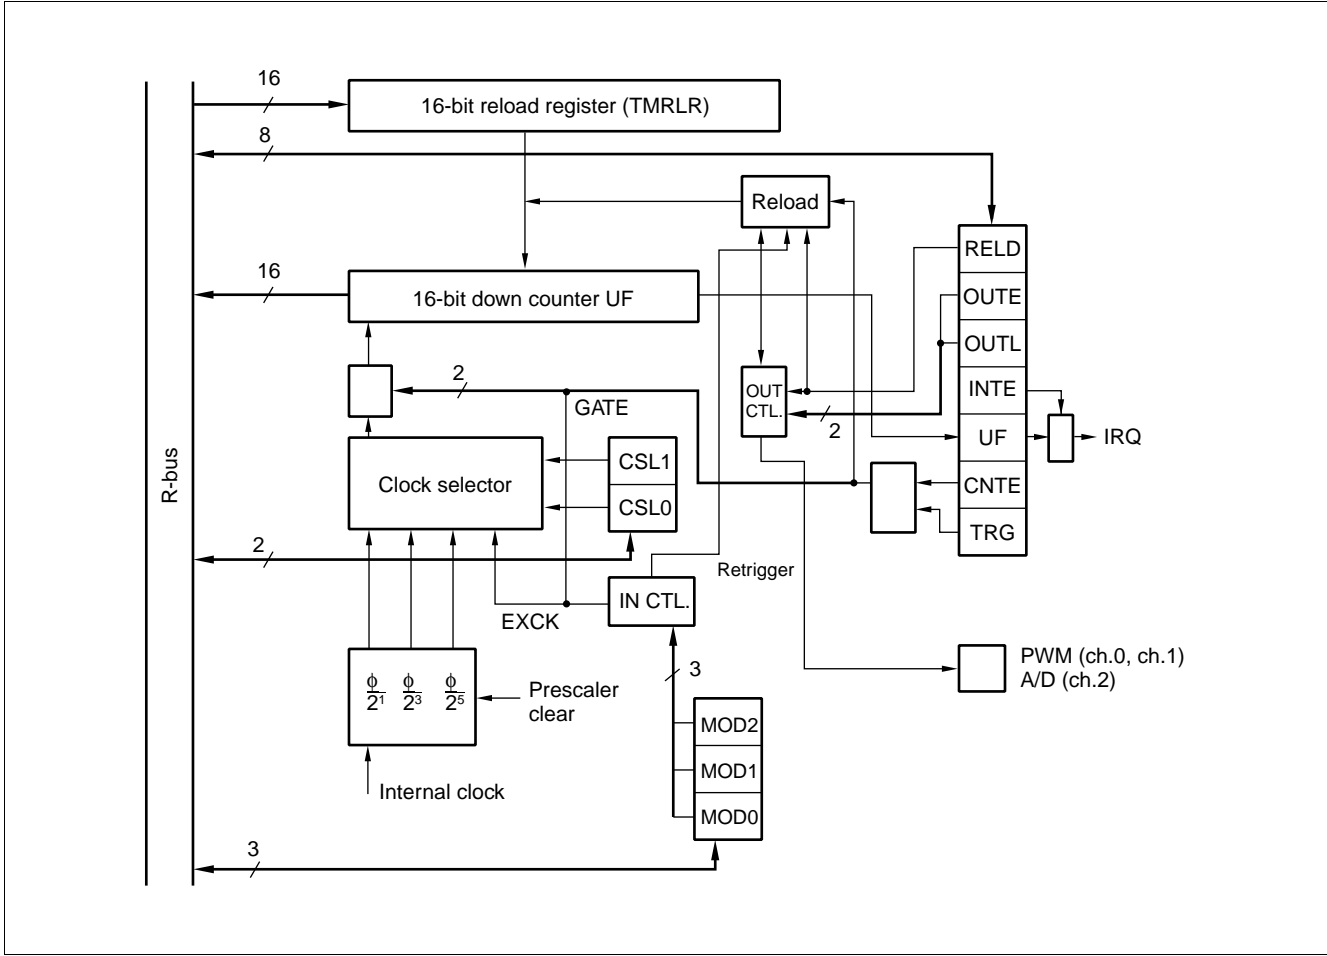 16
16-bit reload register (TMRLR)
8
Reload
RELD
16
16-bit down counter UF
OUTE
OUTL
2
GATE
OUT
CTL.
2
INTE
UF
IRQ
R-bus
Clock selector
CSL1
CSL0
CNTE
TRG
2
Retrigger
IN CTL.
EXCK
3
PWM (ch.0, ch.1)
A/D (ch.2)
ϕ ϕ ϕ
2¹ 2³ 2⁵
Prescaler
clear
MOD2
MOD1
MOD0
Internal clock
3